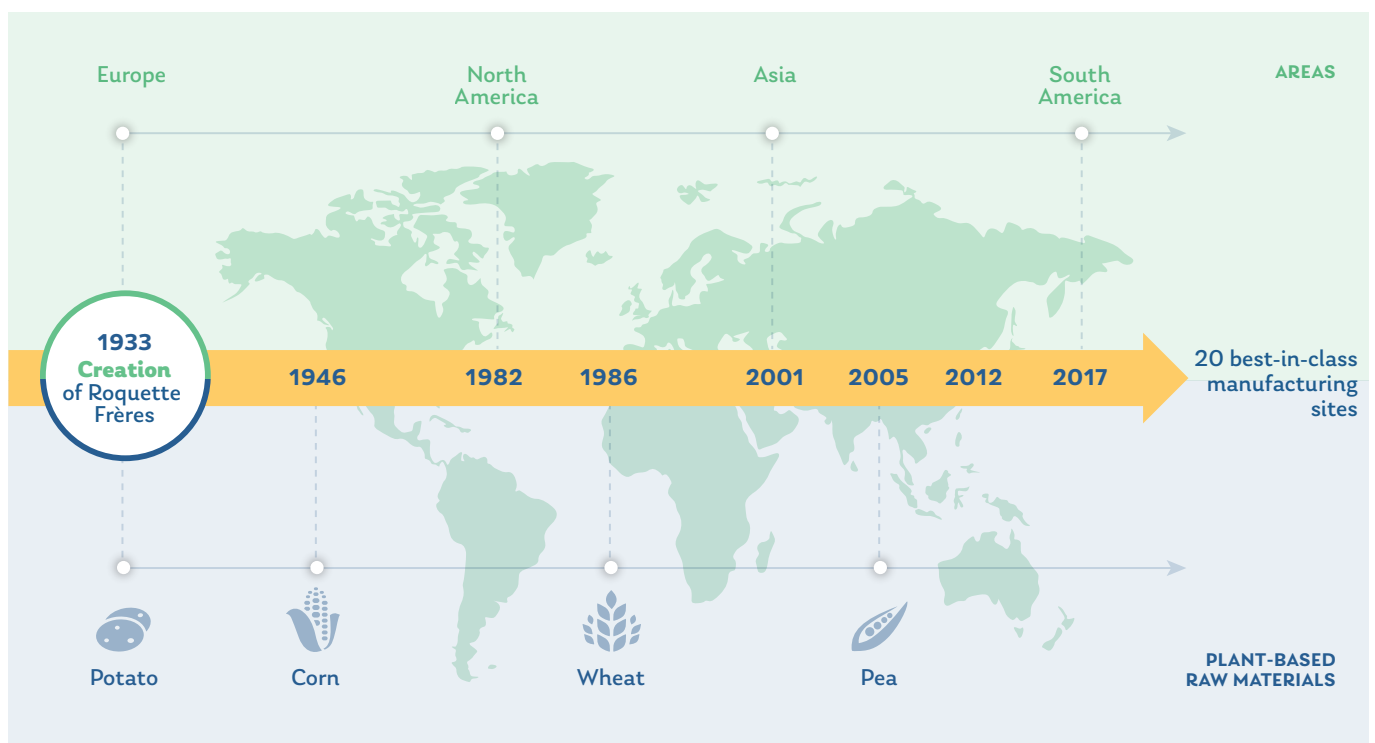 Europe
North
America
Asia
South
America
AREAS
1933
Creation
of Roquette
Frères
1946
1982
1986
2001
2005
2012
2017
20 best-in-class
manufacturing
sites
Potato
Corn
Wheat
Pea
PLANT-BASED
RAW MATERIALS